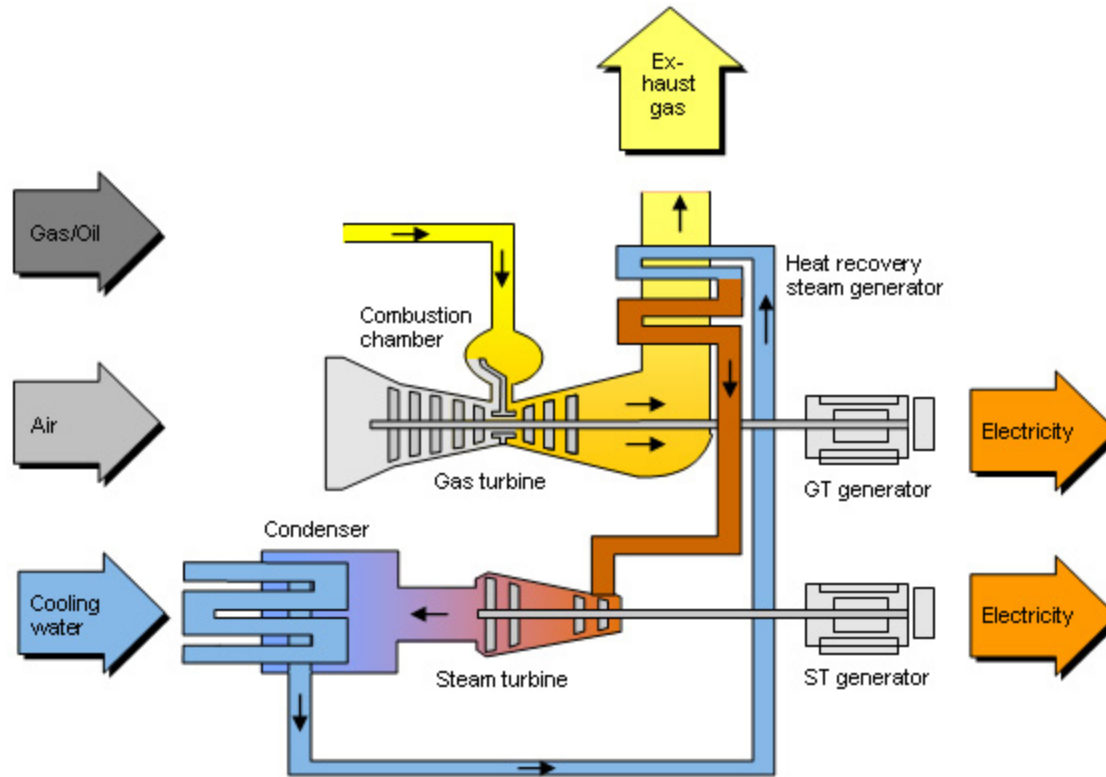 Ex-
haust
gas
Gas/Oil
Heat recovery
steam generator
Combustion
chamber
Air
Electricity
Gas turbine
GT generator
Condenser
Cooling
water
Electricity
Steam turbine
ST generator